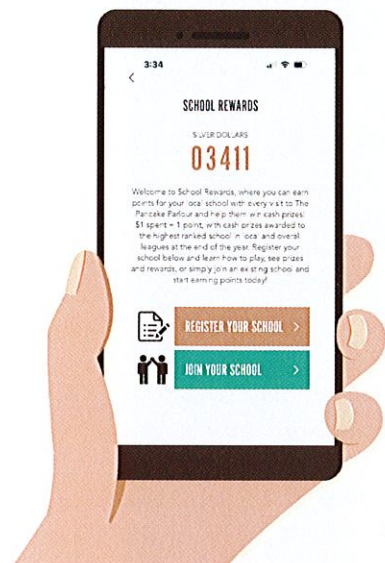 3:34
SCHOOL REWARDS
SILVER DOLLARS
03411
Welcome to School Rewards, where you can earn
points for your local school with every visit to The
Pancake Parlour and help them win cash prizes!
$1 spent = 1 point, with cash prizes awarded to
the highest ranked school in local and overall
leagues at the end of the year. Register your
school below and learn how to play, see prizes
and rewards, or simply join an existing school and
start earning points today!
REGISTER YOUR SCHOOL >
JOIN YOUR SCHOOL >